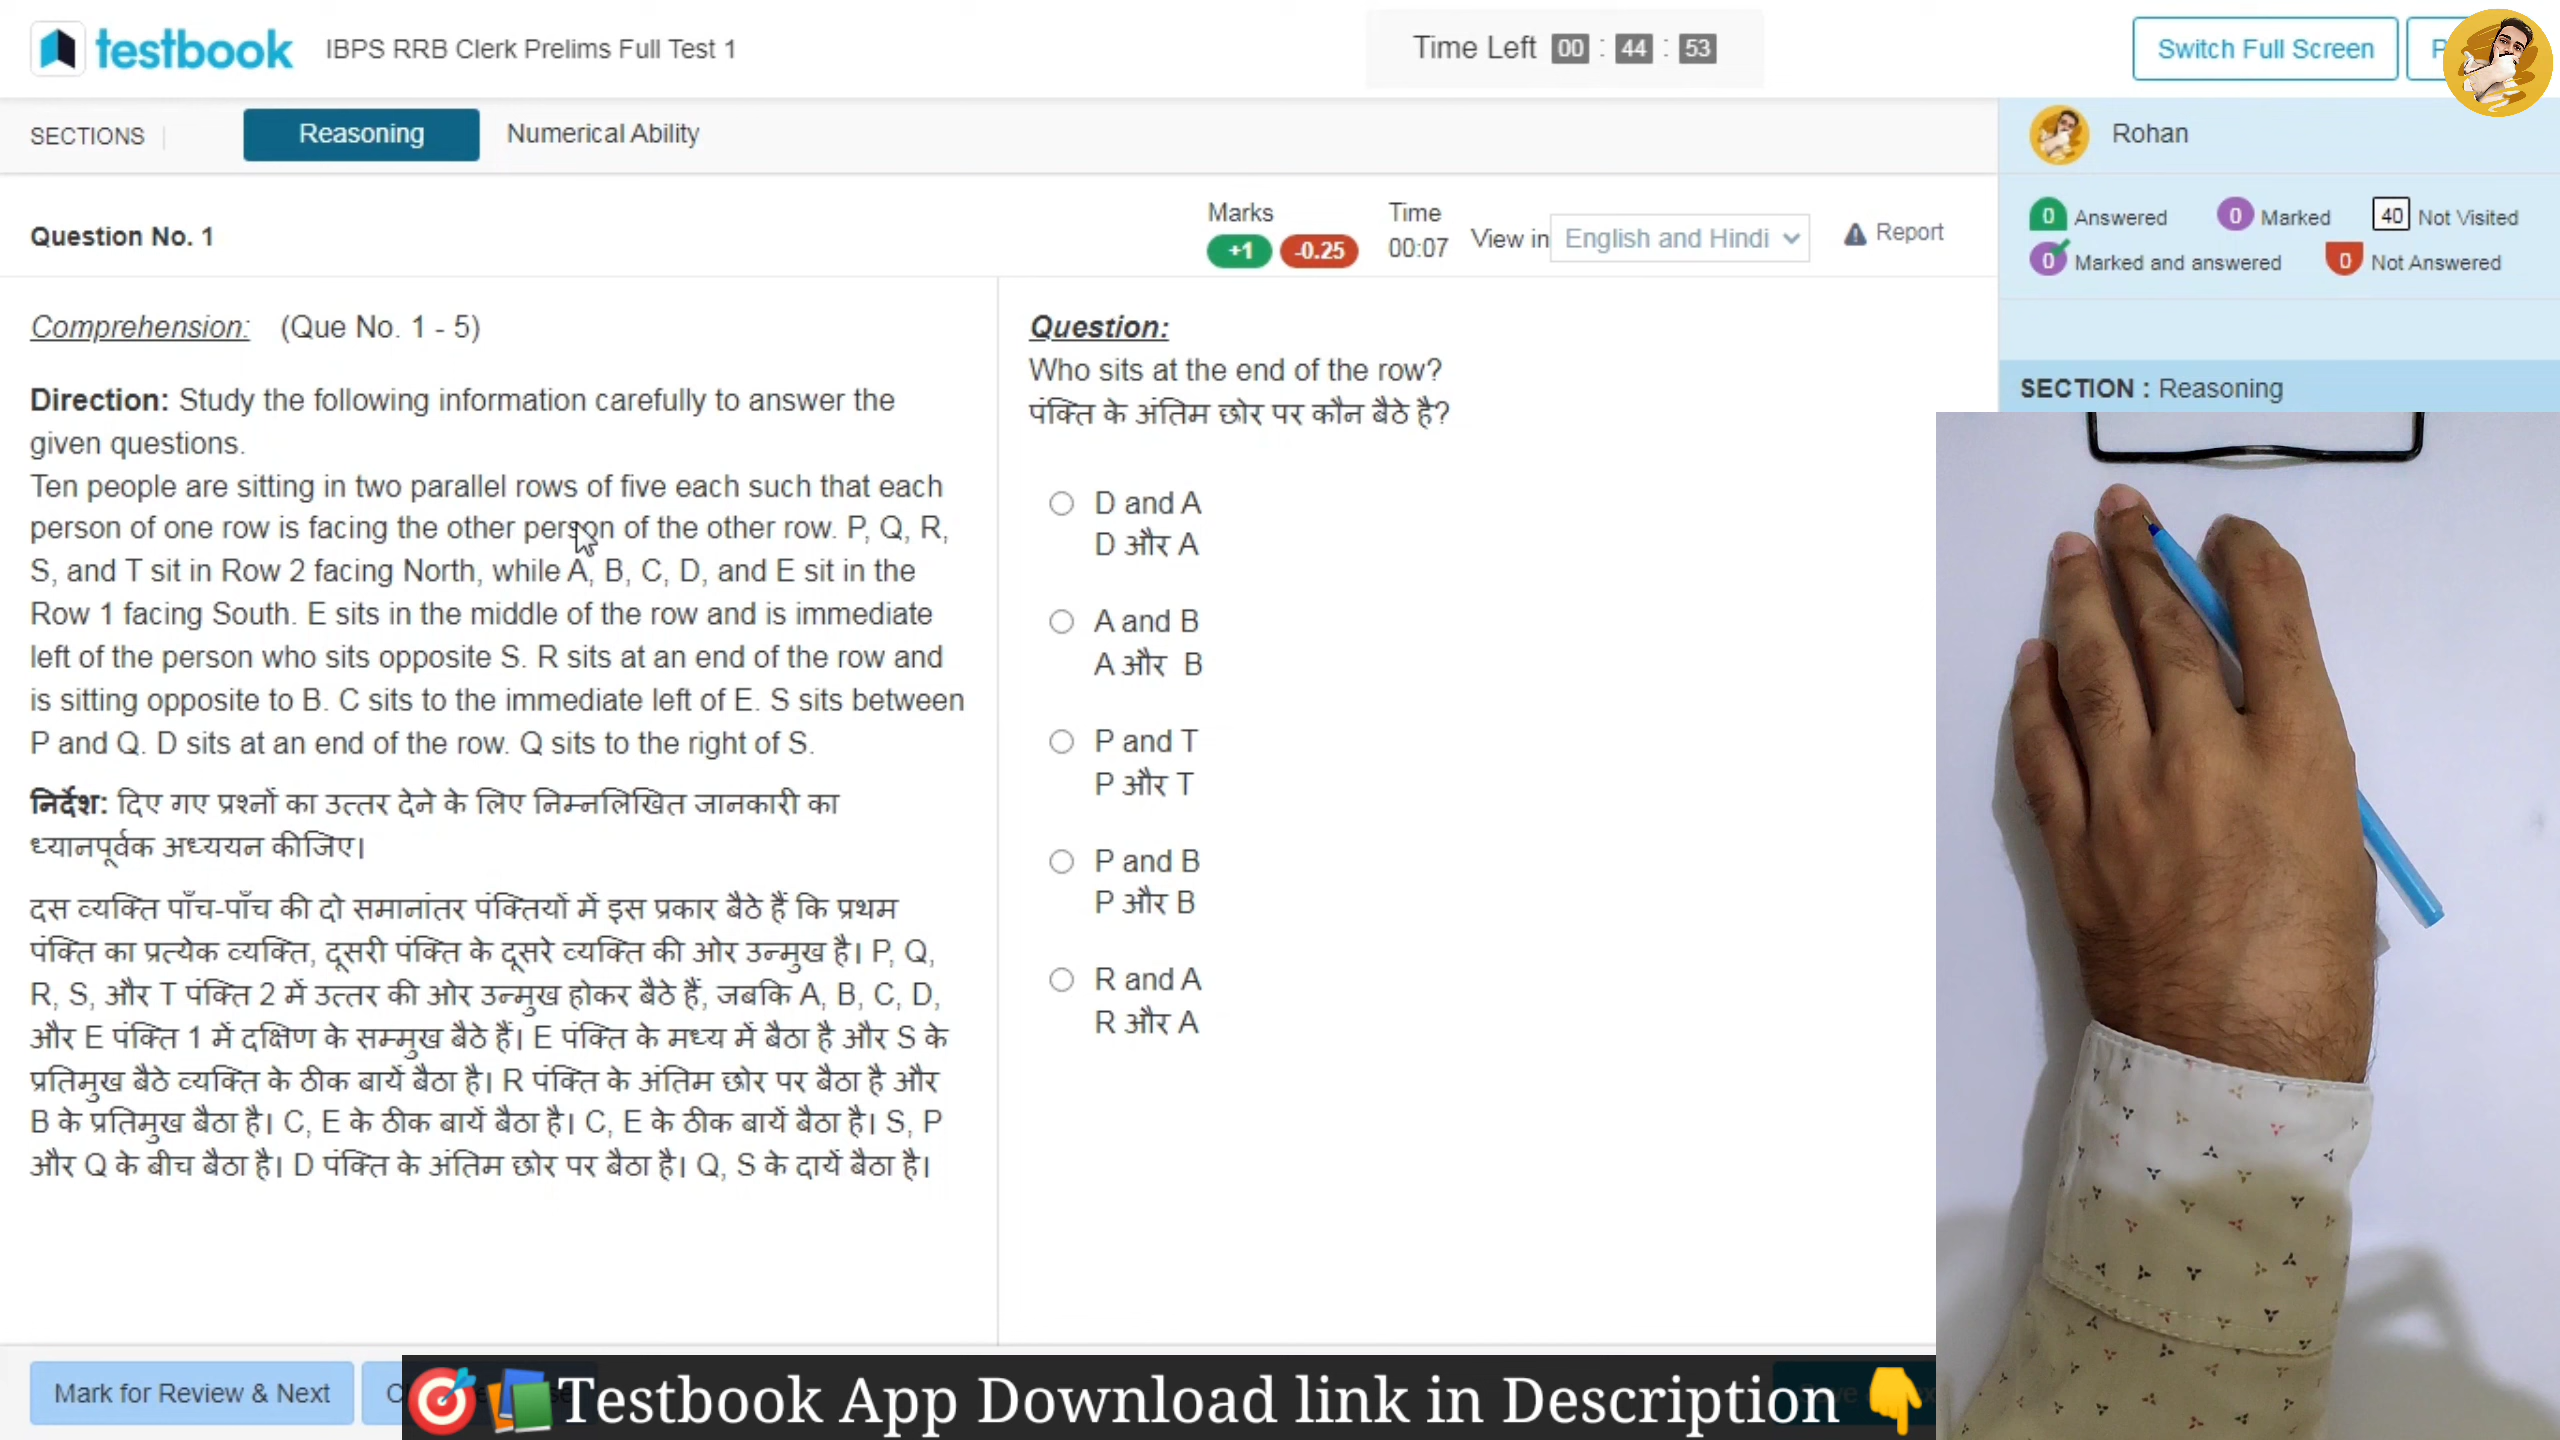 testbook IBPS RRB Clerk Prelims Full Test 1 Time Left 00 : 44 : 53 Switch Full Screen
SECTIONS Reasoning Numerical Ability Rohan
Question No. 1 Marks +1 -0.25 Time 00:07 View in English and Hindi Report
0 Answered 0 Marked 40 Not Visited
0 Marked and answered 0 Not Answered
SECTION : Reasoning
Comprehension: (Que No. 1 - 5)
Direction: Study the following information carefully to answer the
given questions.
Ten people are sitting in two parallel rows of five each such that each
person of one row is facing the other person of the other row. P, Q, R,
S, and T sit in Row 2 facing North, while A, B, C, D, and E sit in the
Row 1 facing South. E sits in the middle of the row and is immediate
left of the person who sits opposite S. R sits at an end of the row and
is sitting opposite to B. C sits to the immediate left of E. S sits between
P and Q. D sits at an end of the row. Q sits to the right of S.
निर्देश: दिए गए प्रश्नों का उत्तर देने के लिए निम्नलिखित जानकारी का
ध्यानपूर्वक अध्ययन कीजिए।
दस व्यक्ति पाँच-पाँच की दो समानांतर पंक्तियों में इस प्रकार बैठे हैं कि प्रथम
पंक्ति का प्रत्येक व्यक्ति, दूसरी पंक्ति के दूसरे व्यक्ति की ओर उन्मुख है। P, Q,
R, S, और T पंक्ति 2 में उत्तर की ओर उन्मुख होकर बैठे हैं, जबकि A, B, C, D,
और E पंक्ति 1 में दक्षिण के सम्मुख बैठे हैं। E पंक्ति के मध्य में बैठा है और S के
प्रतिमुख बैठे व्यक्ति के ठीक बायें बैठा है। R पंक्ति के अंतिम छोर पर बैठा है और
B के प्रतिमुख बैठा है। C, E के ठीक बायें बैठा है। C, E के ठीक बायें बैठा है। S, P
और Q के बीच बैठा है। D पंक्ति के अंतिम छोर पर बैठा है। Q, S के दायें बैठा है।
Question:
Who sits at the end of the row?
पंक्ति के अंतिम छोर पर कौन बैठे है?
D and A
D और A
A and B
A और B
P and T
P और T
P and B
P और B
R and A
R और A
Mark for Review & Next
Testbook App Download link in Description